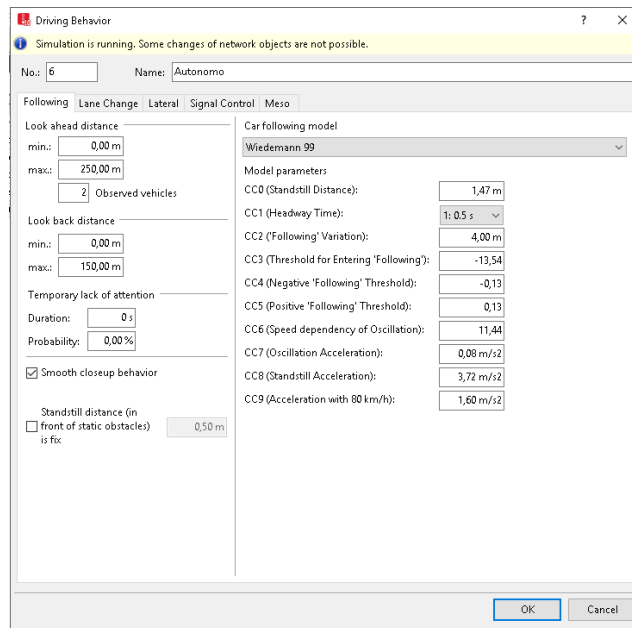 Driving Behavior
Simulation is running. Some changes of network objects are not possible.
No.: 6 Name: Autonomo
Following Lane Change Lateral Signal Control Meso
Look ahead distance
min.: 0,00 m
max.: 250,00 m
2 Observed vehicles
Look back distance
min.: 0,00 m
max.: 150,00 m
Temporary lack of attention
Duration: 0 s
Probability: 0,00 %
Smooth closeup behavior
Standstill distance (in
front of static obstacles)
is fix
0,50 m
Car following model
Wiedemann 99
Model parameters
CC0 (Standstill Distance): 1,47 m
CC1 (Headway Time): 1: 0.5 s
CC2 ('Following' Variation): 4,00 m
CC3 (Threshold for Entering 'Following'): -13,54
CC4 (Negative 'Following' Threshold): -0,13
CC5 (Positive 'Following' Threshold): 0,13
CC6 (Speed dependency of Oscillation): 11,44
CC7 (Oscillation Acceleration): 0,08 m/s2
CC8 (Standstill Acceleration): 3,72 m/s2
CC9 (Acceleration with 80 km/h): 1,60 m/s2
OK Cancel